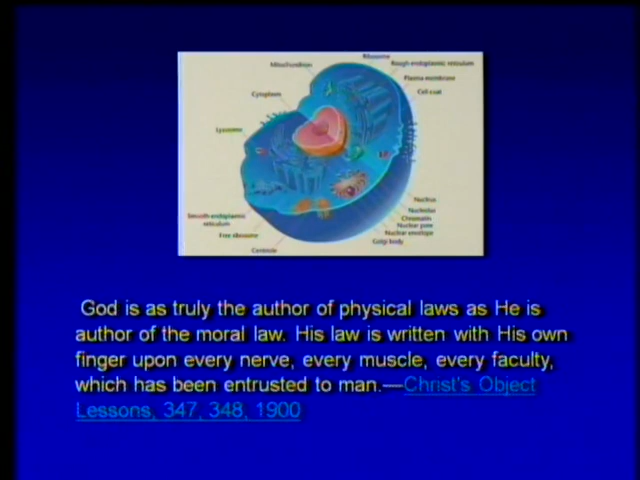 Ribosome
Mitochondrion
Rough endoplasmic reticulum
Plasma membrane
Cytoplasm
Cell coat
Lysosome
Nucleus
Nucleolus
Smooth endoplasmic
reticulum
Chromatin
Nuclear pore
Free ribosome
Nuclear envelope
Golgi body
Centriole
God is as truly the author of physical laws as He is
author of the moral law. His law is written with His own
finger upon every nerve, every muscle, every faculty,
which has been entrusted to man.—Christ's Object
Lessons, 347, 348, 1900